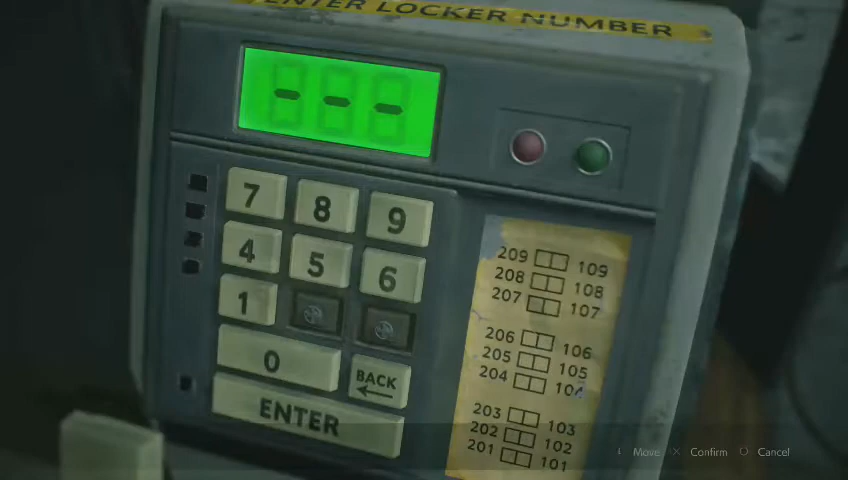 ENTER LOCKER NUMBER
- - -
7 8 9
4 5 6
1
0 BACK
ENTER
209 109
208 108
207 107
206 106
205 105
204 104
203 103
202 102
201 101
Move Confirm Cancel